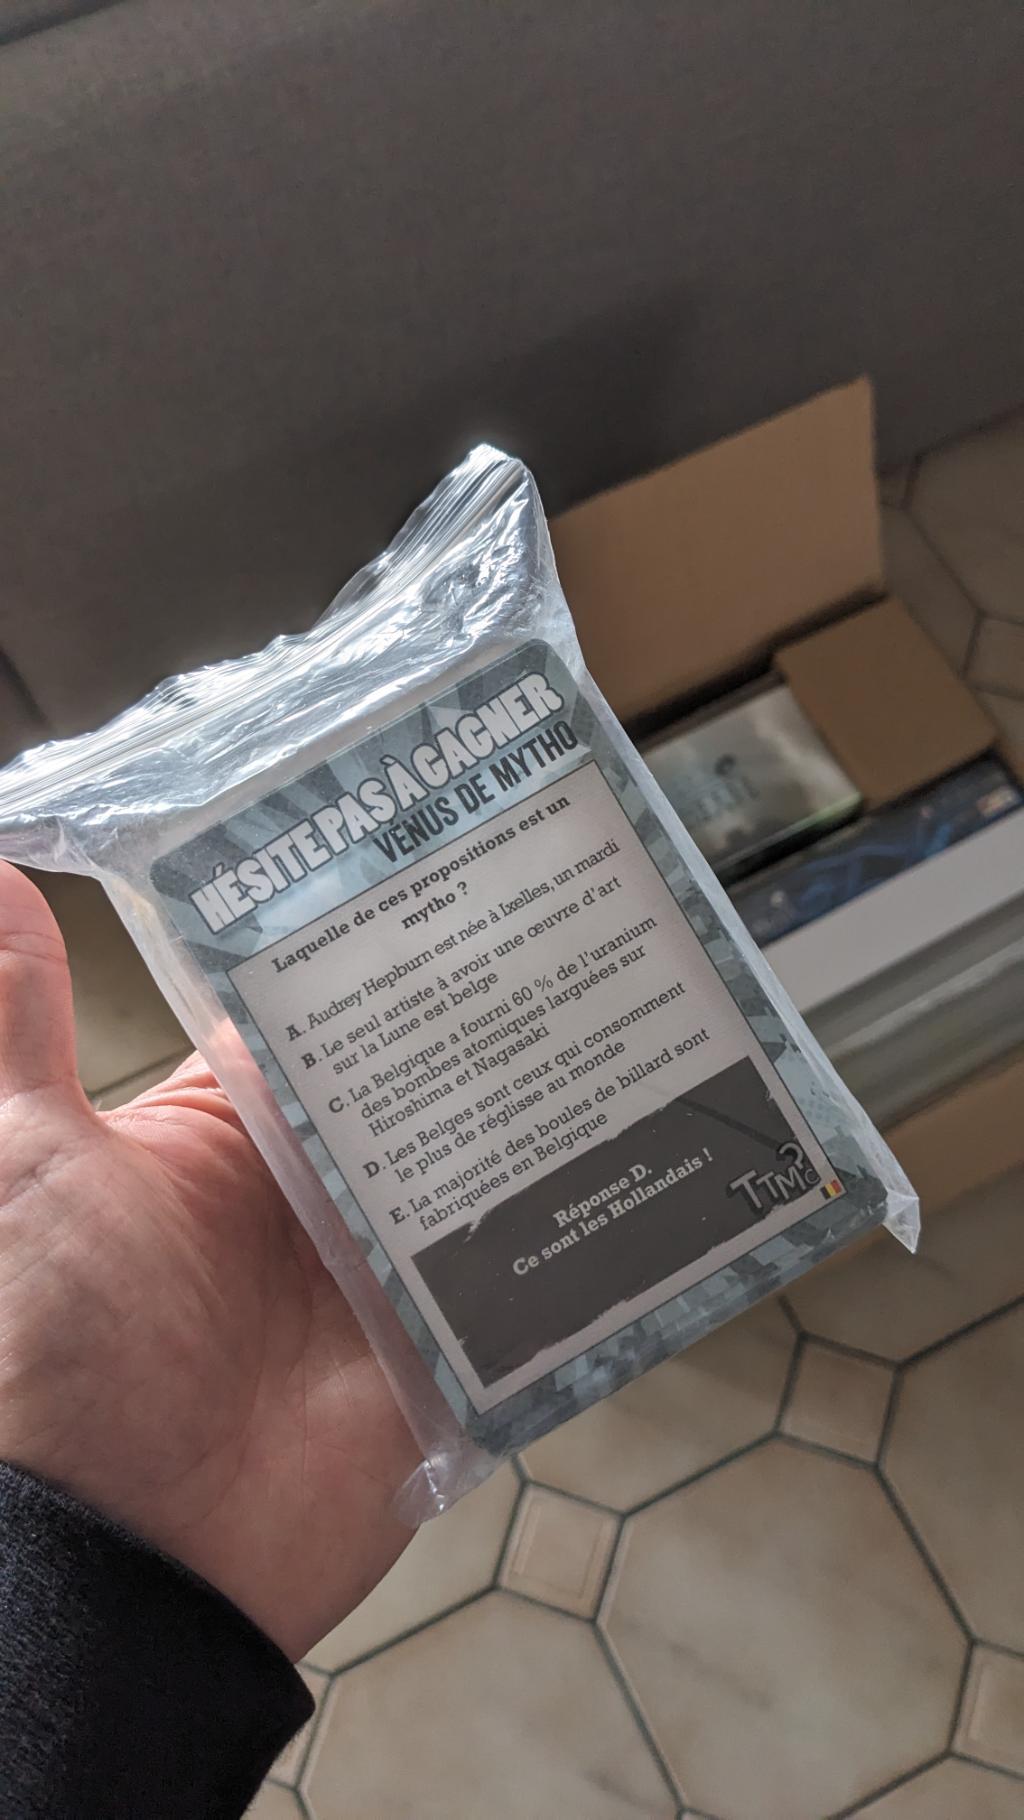 HÉSITE PAS À GAGNER
VENUS DE MYTHO
Laquelle de ces propositions est un
mytho ?
A. Audrey Hepburn est née à Ixelles, un mardi
B. Le seul artiste à avoir une œuvre d'art
sur la Lune est belge
C. La Belgique a fourni 60 % de l'uranium
des bombes atomiques larguées sur
Hiroshima et Nagasaki
D. Les Belges sont ceux qui consomment
le plus de réglisse au monde
E. La majorité des boules de billard sont
fabriquées en Belgique
Réponse D.
Ce sont les Hollandais !
TTMC?